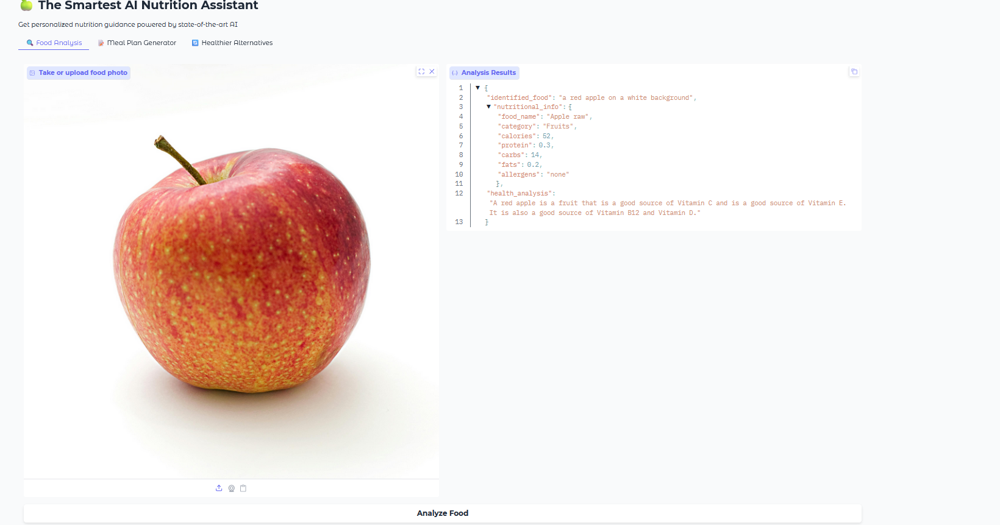 The Smartest AI Nutrition Assistant
Get personalized nutrition guidance powered by state-of-the-art AI
Food Analysis
Meal Plan Generator
Healthier Alternatives
Take or upload food photo
Analysis Results
1 {
2 "identified_food": "a red apple on a white background",
3 "nutritional_info": {
4 "food_name": "Apple raw",
5 "category": "Fruits",
6 "calories": 52,
7 "protein": 0.3,
8 "carbs": 14,
9 "fats": 0.2,
10 "allergens": "none"
11 },
12 "health_analysis":
"A red apple is a fruit that is a good source of Vitamin C and is a good source of Vitamin E.
It is also a good source of Vitamin B12 and Vitamin D."
13 }
Analyze Food